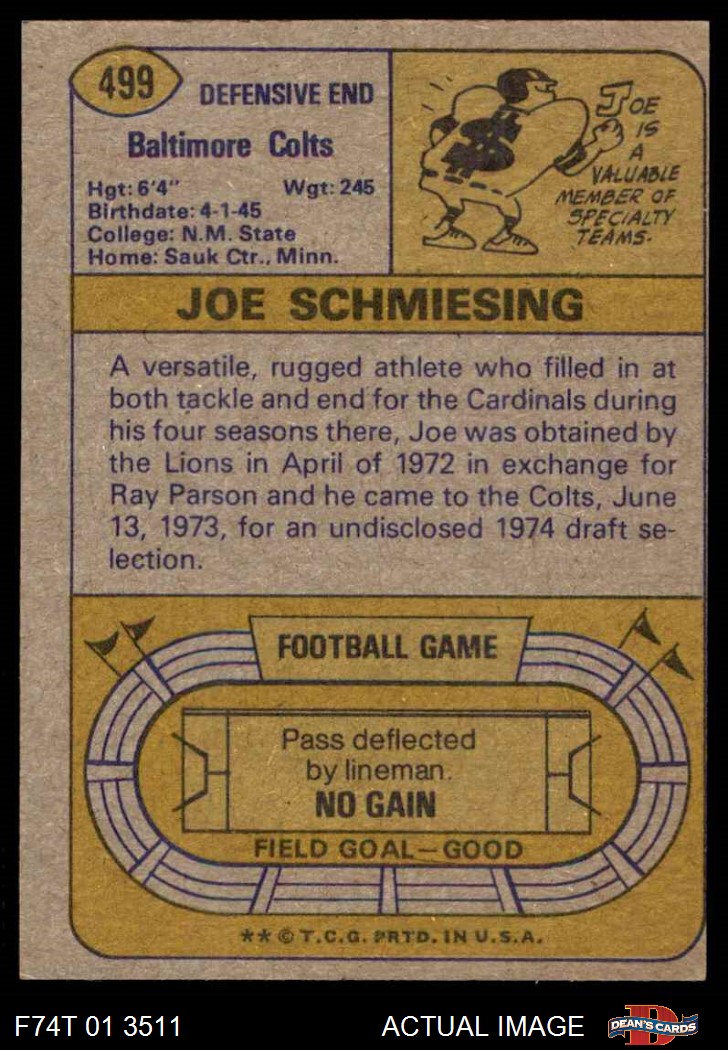 499
DEFENSIVE END
Baltimore Colts
Hgt: 6'4" Wgt: 245
Birthdate: 4-1-45
College: N.M. State
Home: Sauk Ctr., Minn.
JOE
IS
A
VALUABLE
MEMBER OF
SPECIALTY
TEAMS.
JOE SCHMIESING
A versatile, rugged athlete who filled in at
both tackle and end for the Cardinals during
his four seasons there, Joe was obtained by
the Lions in April of 1972 in exchange for
Ray Parson and he came to the Colts, June
13, 1973, for an undisclosed 1974 draft se-
lection.
FOOTBALL GAME
Pass deflected
by lineman.
NO GAIN
FIELD GOAL—GOOD
** © T.C.G. PRTD. IN U.S.A.
F74T 01 3511
ACTUAL IMAGE
D
DEAN'S CARDS